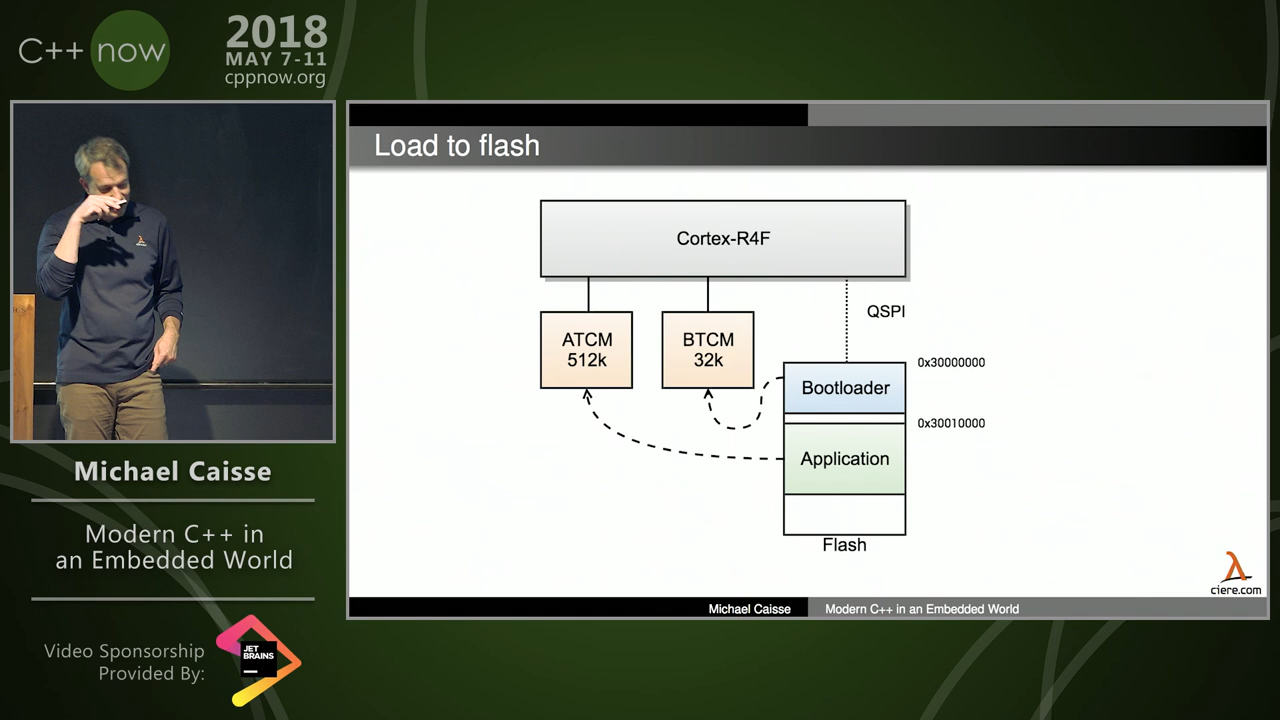 C++ now
2018
MAY 7-11
cppnow.org
Load to flash
Cortex-R4F
QSPI
ATCM
512k
BTCM
32k
0x30000000
Bootloader
0x30010000
Application
Flash
ciere.com
Michael Caisse
Modern C++ in an Embedded World
Michael Caisse
Modern C++ in
an Embedded World
Video Sponsorship
Provided By:
JET
BRAINS